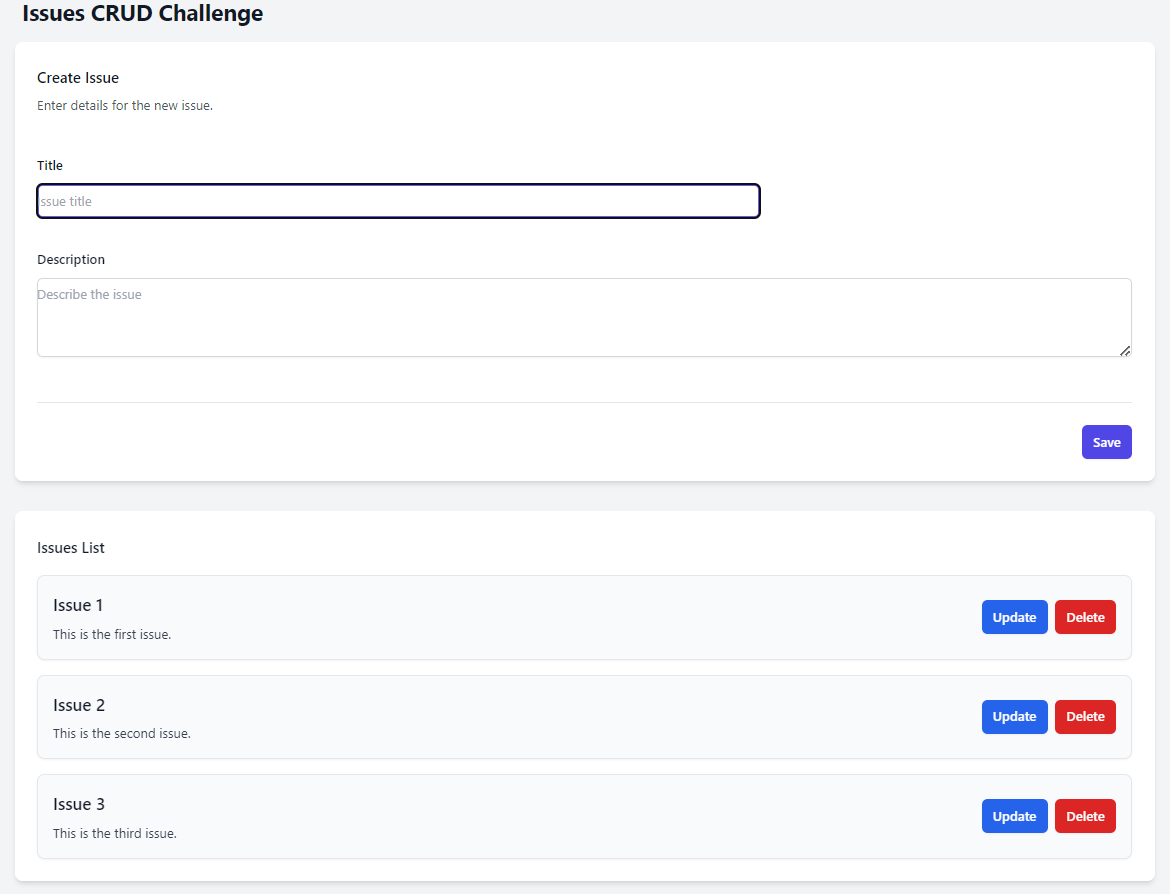 Issues CRUD Challenge
Create Issue
Enter details for the new issue.
Title
ssue title
Description
Describe the issue
Save
Issues List
Issue 1
This is the first issue.
Update Delete
Issue 2
This is the second issue.
Update Delete
Issue 3
This is the third issue.
Update Delete